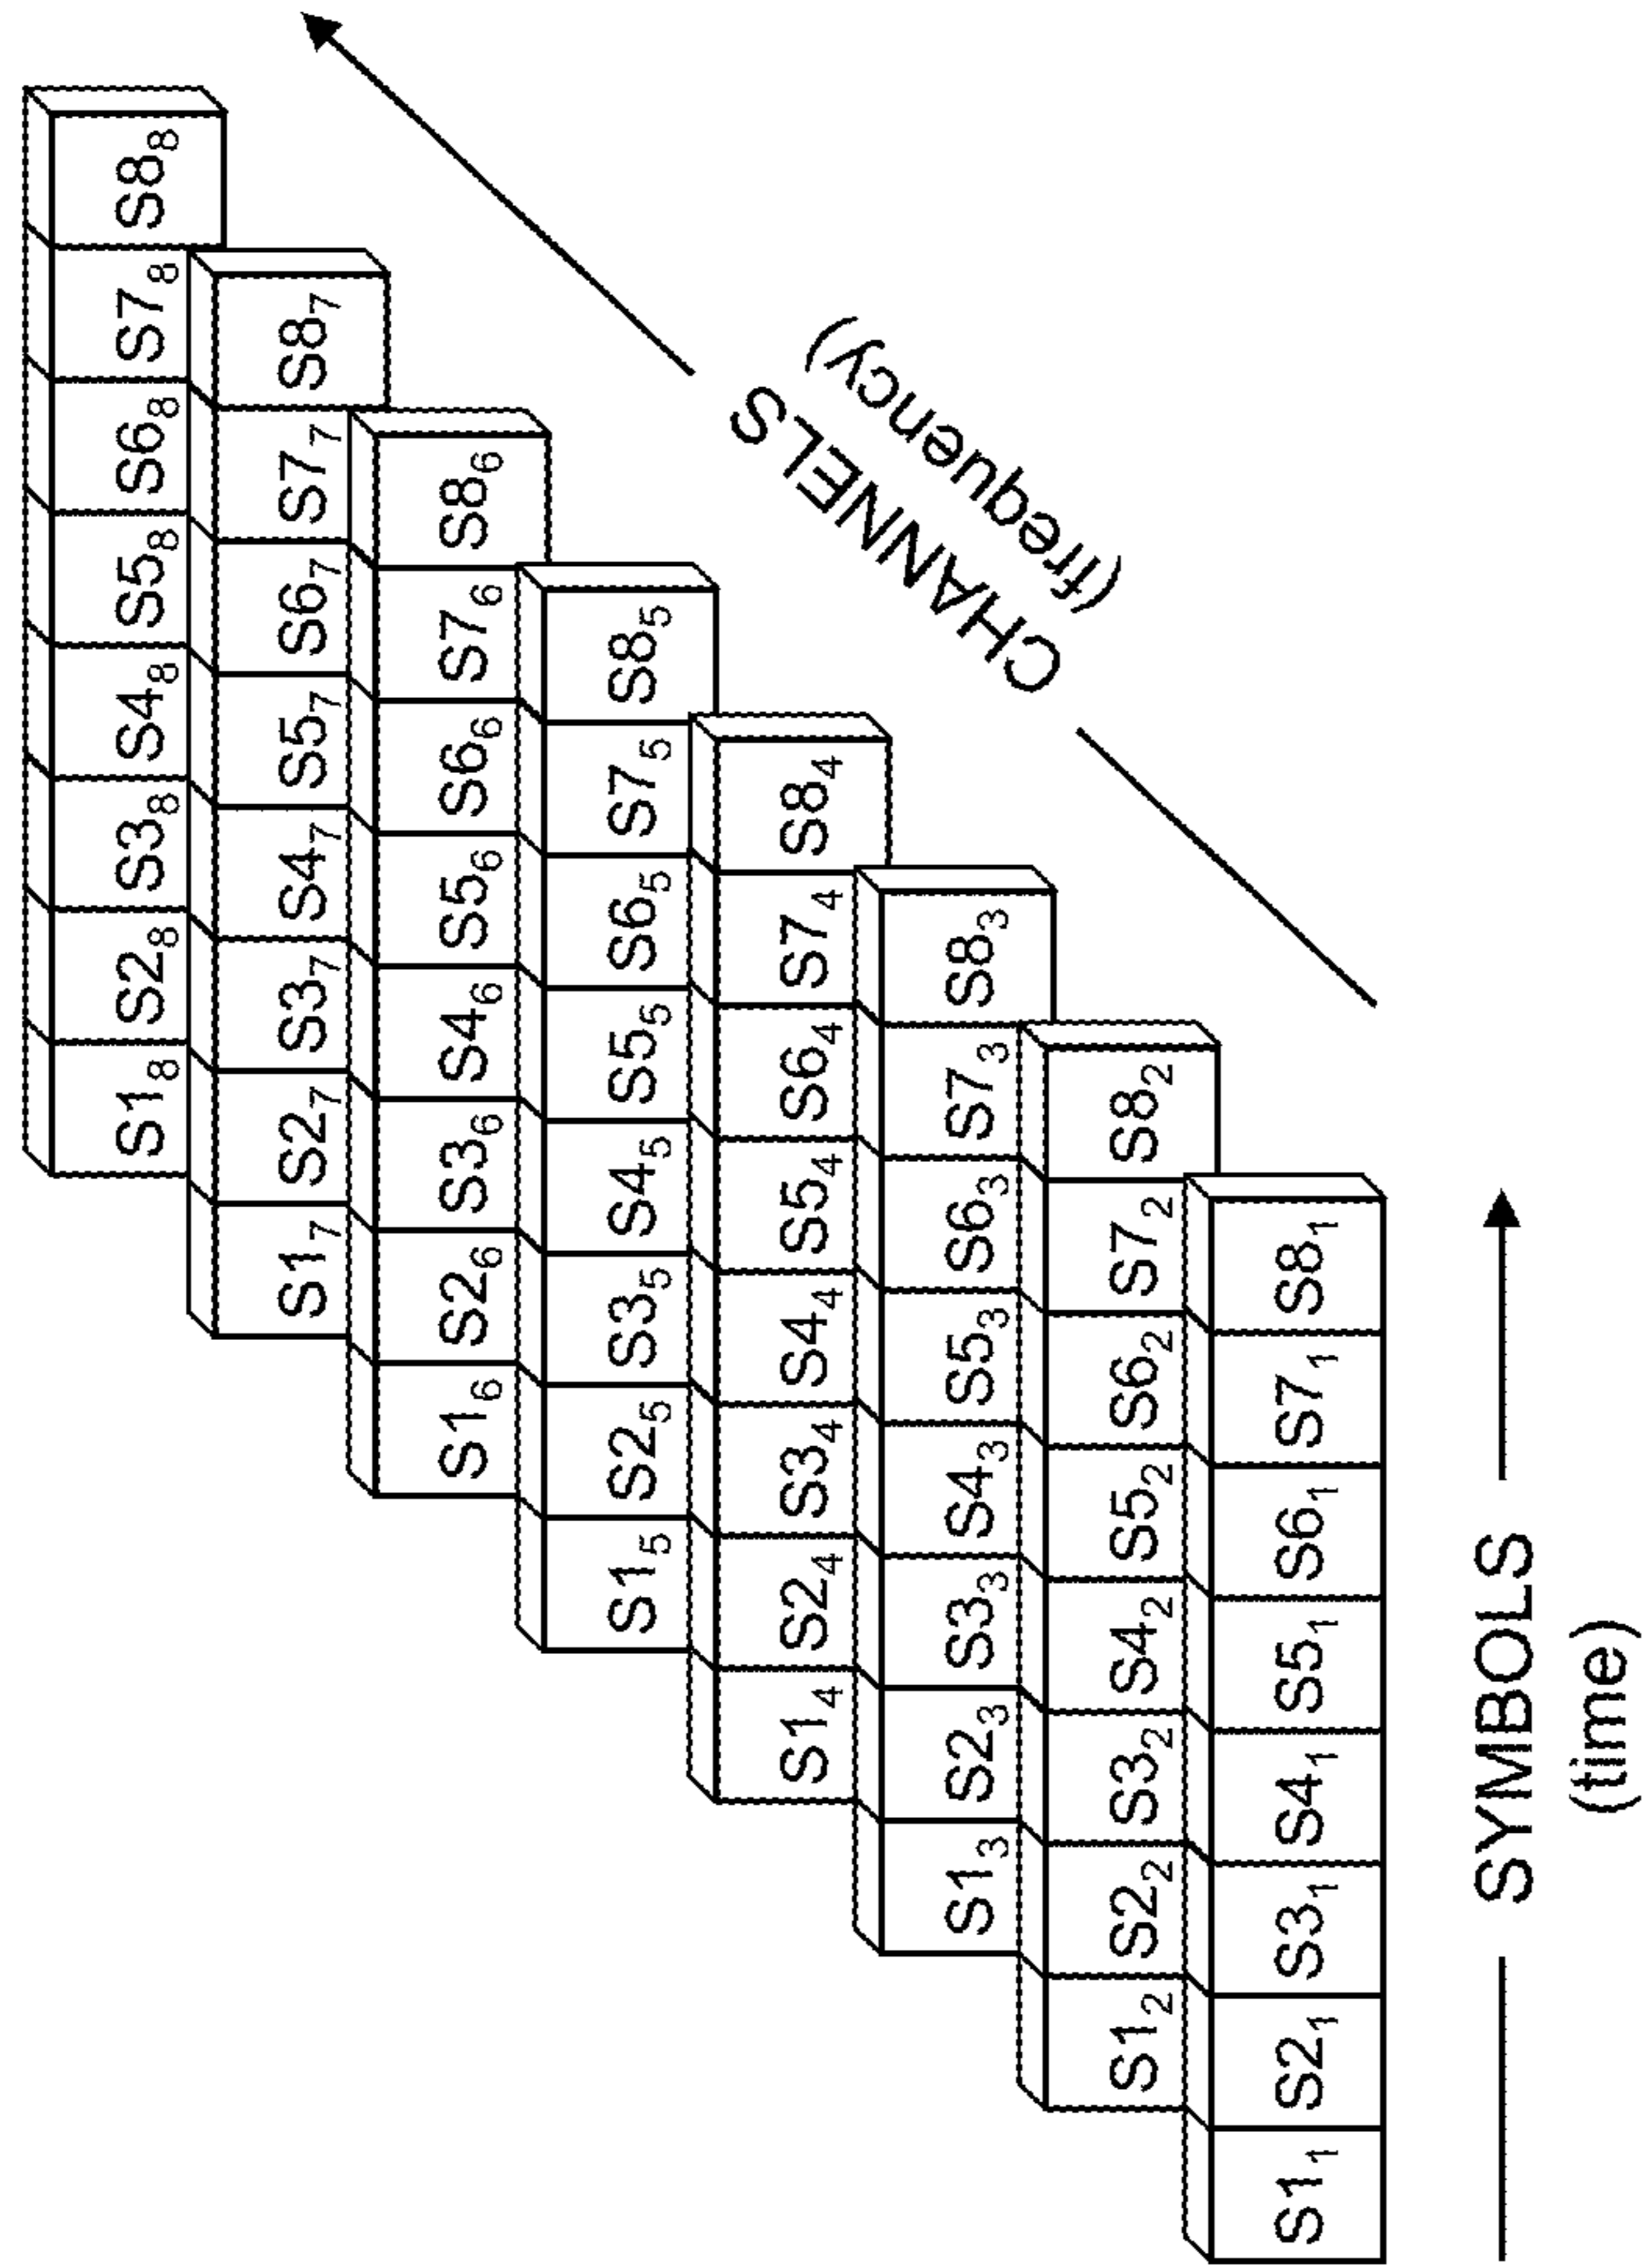 S1₈ S2₈ S3₈ S4₈ S5₈ S6₈ S7₈ S8₈
S1₇ S2₇ S3₇ S4₇ S5₇ S6₇ S7₇ S8₇
S1₆ S2₆ S3₆ S4₆ S5₆ S6₆ S7₆ S8₆
S1₅ S2₅ S3₅ S4₅ S5₅ S6₅ S7₅ S8₅
S1₄ S2₄ S3₄ S4₄ S5₄ S6₄ S7₄ S8₄
S1₃ S2₃ S3₃ S4₃ S5₃ S6₃ S7₃ S8₃
S1₂ S2₂ S3₂ S4₂ S5₂ S6₂ S7₂ S8₂
S1₁ S2₁ S3₁ S4₁ S5₁ S6₁ S7₁ S8₁
CHANNELS
(frequency)
SYMBOLS
(time)